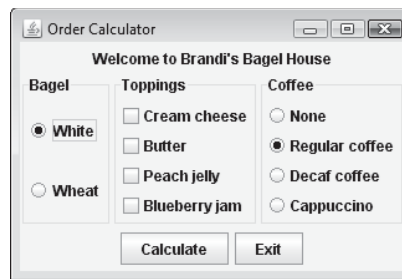 Order Calculator
Welcome to Brandi's Bagel House
Bagel
White
Wheat
Toppings
Cream cheese
Butter
Peach jelly
Blueberry jam
Coffee
None
Regular coffee
Decaf coffee
Cappuccino
Calculate
Exit